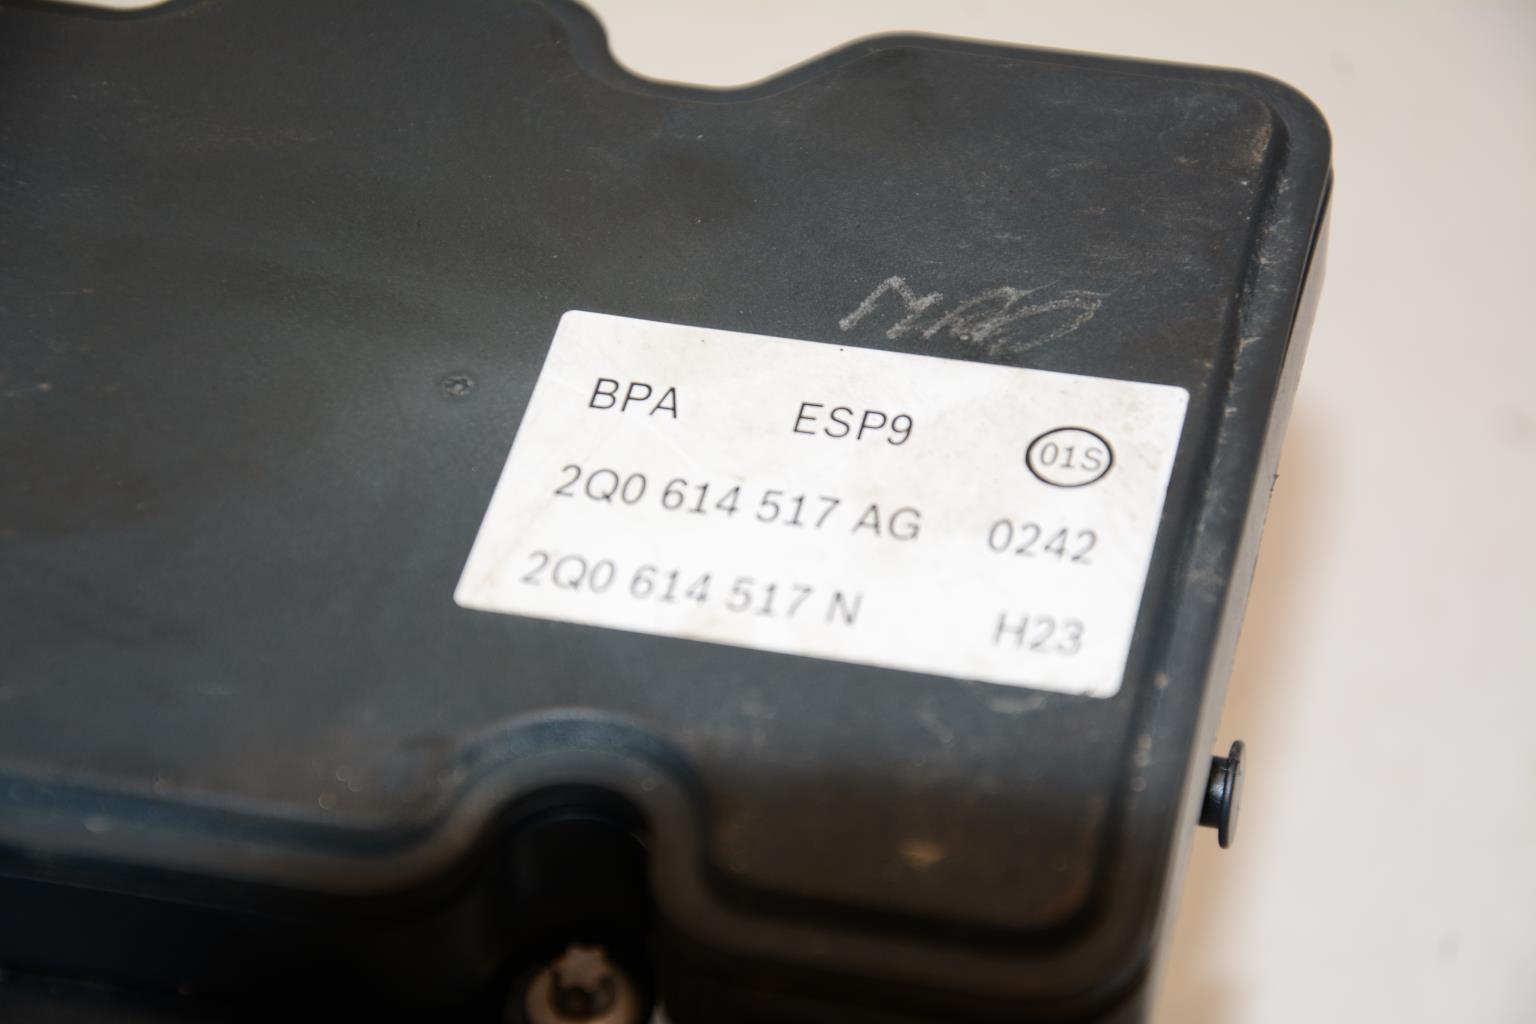 BPA ESP9 01S
2Q0 614 517 AG 0242
2Q0 614 517 N H23